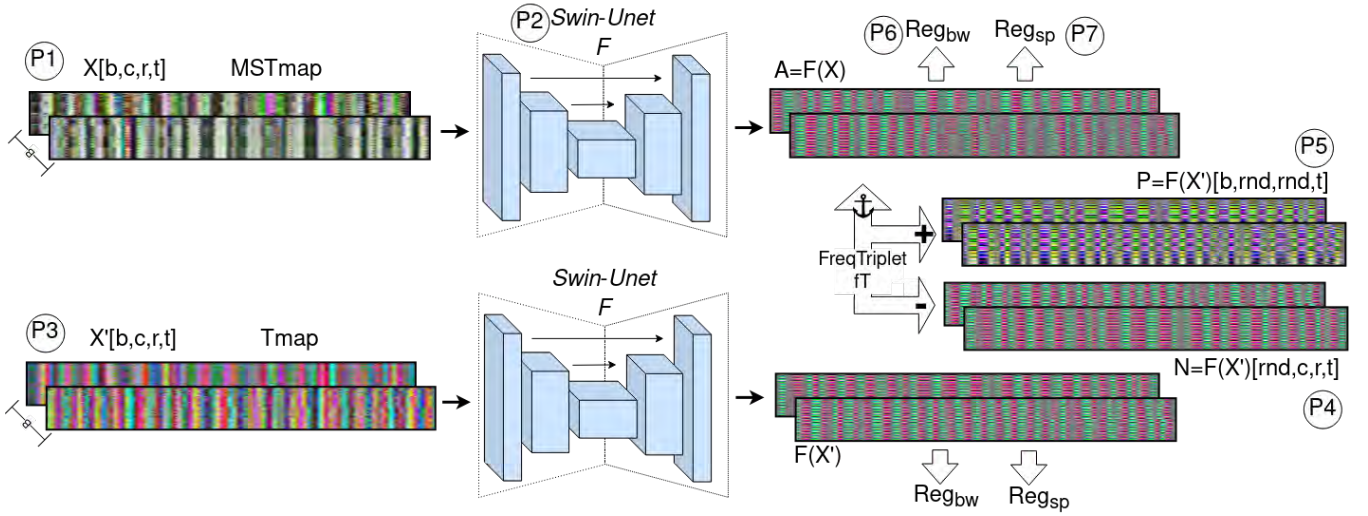 P1
X[b,c,r,t]
MSTmap
B
P2
Swin-Unet
F
A=F(X)
P6
Reg_bw
Reg_sp
P7
P5
P=F(X')[b,rnd,rnd,t]
+
FreqTriplet
fT
-
P3
X'[b,c,r,t]
Tmap
B
Swin-Unet
F
N=F(X')[rnd,c,r,t]
P4
F(X')
Reg_bw
Reg_sp